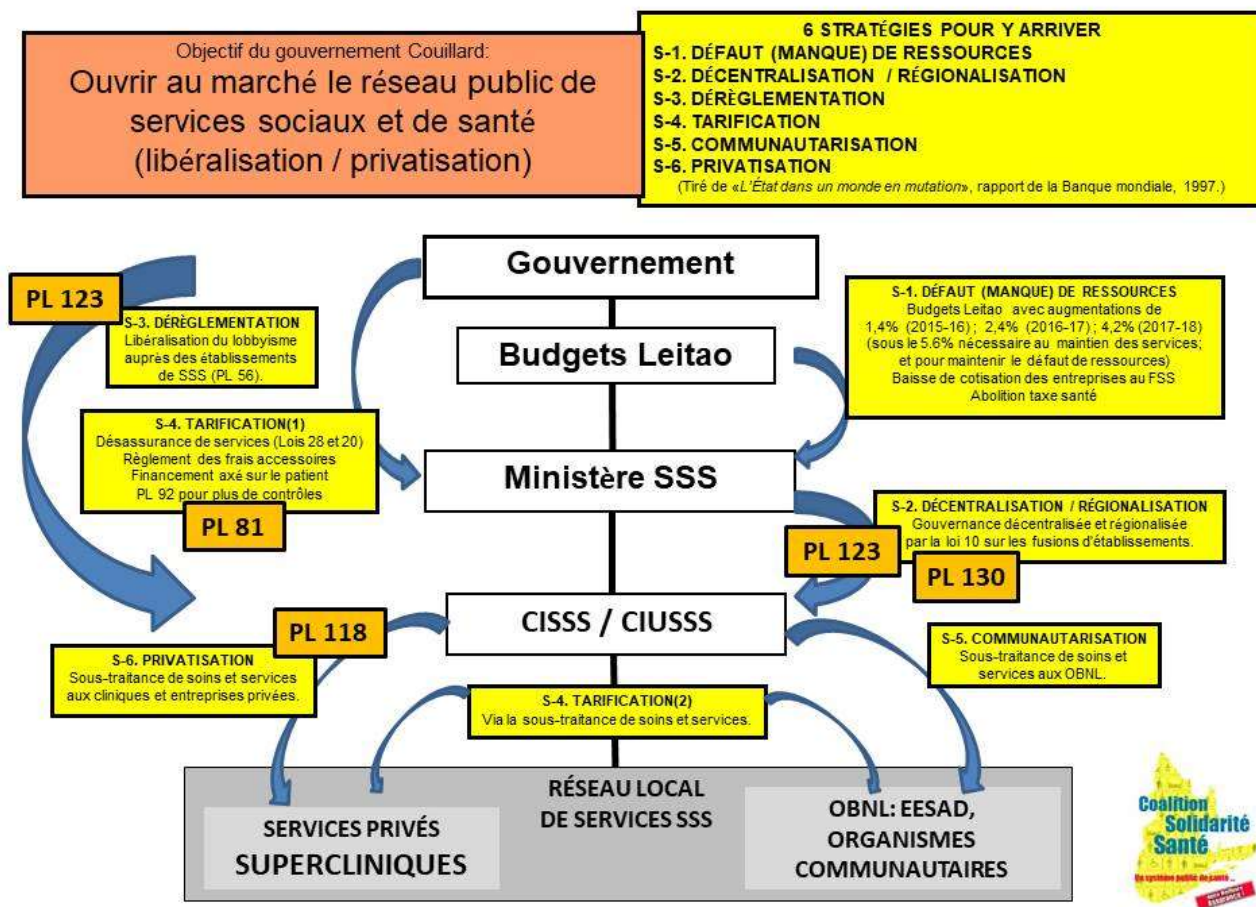 Objectif du gouvernement Couillard:
Ouvrir au marché le réseau public de
services sociaux et de santé
(libéralisation / privatisation)
6 STRATÉGIES POUR Y ARRIVER
S-1. DÉFAUT (MANQUE) DE RESSOURCES
S-2. DÉCENTRALISATION / RÉGIONALISATION
S-3. DÉRÈGLEMENTATION
S-4. TARIFICATION
S-5. COMMUNAUTARISATION
S-6. PRIVATISATION
(Tiré de «L'État dans un monde en mutation», rapport de la Banque mondiale, 1997.)
Gouvernement
PL 123
S-3. DÉRÈGLEMENTATION
Libéralisation du lobbyisme
auprès des établissements
de SSS (PL 56).
Budgets Leitao
S-1. DÉFAUT (MANQUE) DE RESSOURCES
Budgets Leitao avec augmentations de
1,4% (2015-16) ; 2,4% (2016-17) ; 4,2% (2017-18)
(sous le 5.6% nécessaire au maintien des services;
et pour maintenir le défaut de ressources)
Baisse de cotisation des entreprises au FSS
Abolition taxe santé
S-4. TARIFICATION(1)
Désassurance de services (Lois 28 et 20)
Règlement des frais accessoires
Financement axé sur le patient
PL 92 pour plus de contrôles
PL 81
Ministère SSS
S-2. DÉCENTRALISATION / RÉGIONALISATION
Gouvernance décentralisée et régionalisée
par la loi 10 sur les fusions d'établissements.
PL 123
PL 130
CISSS / CIUSSS
PL 118
S-6. PRIVATISATION
Sous-traitance de soins et services
aux cliniques et entreprises privées.
S-5. COMMUNAUTARISATION
Sous-traitance de soins et
services aux OBNL.
S-4. TARIFICATION(2)
Via la sous-traitance de soins et services.
RÉSEAU LOCAL
DE SERVICES SSS
SERVICES PRIVÉS
SUPERCLINIQUES
OBNL: EESAD,
ORGANISMES
COMMUNAUTAIRES
Coalition
Solidarité
Santé
Un système public de santé ...